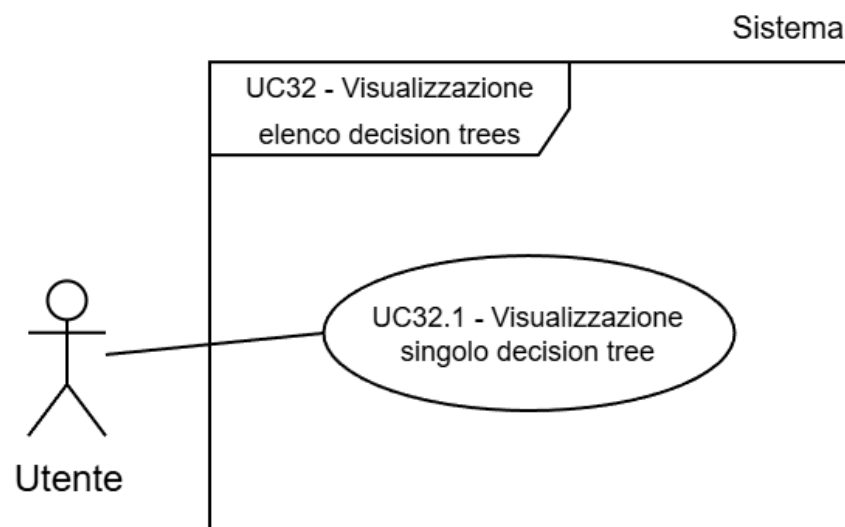 Sistema
UC32 - Visualizzazione
elenco decision trees
UC32.1 - Visualizzazione
singolo decision tree
Utente